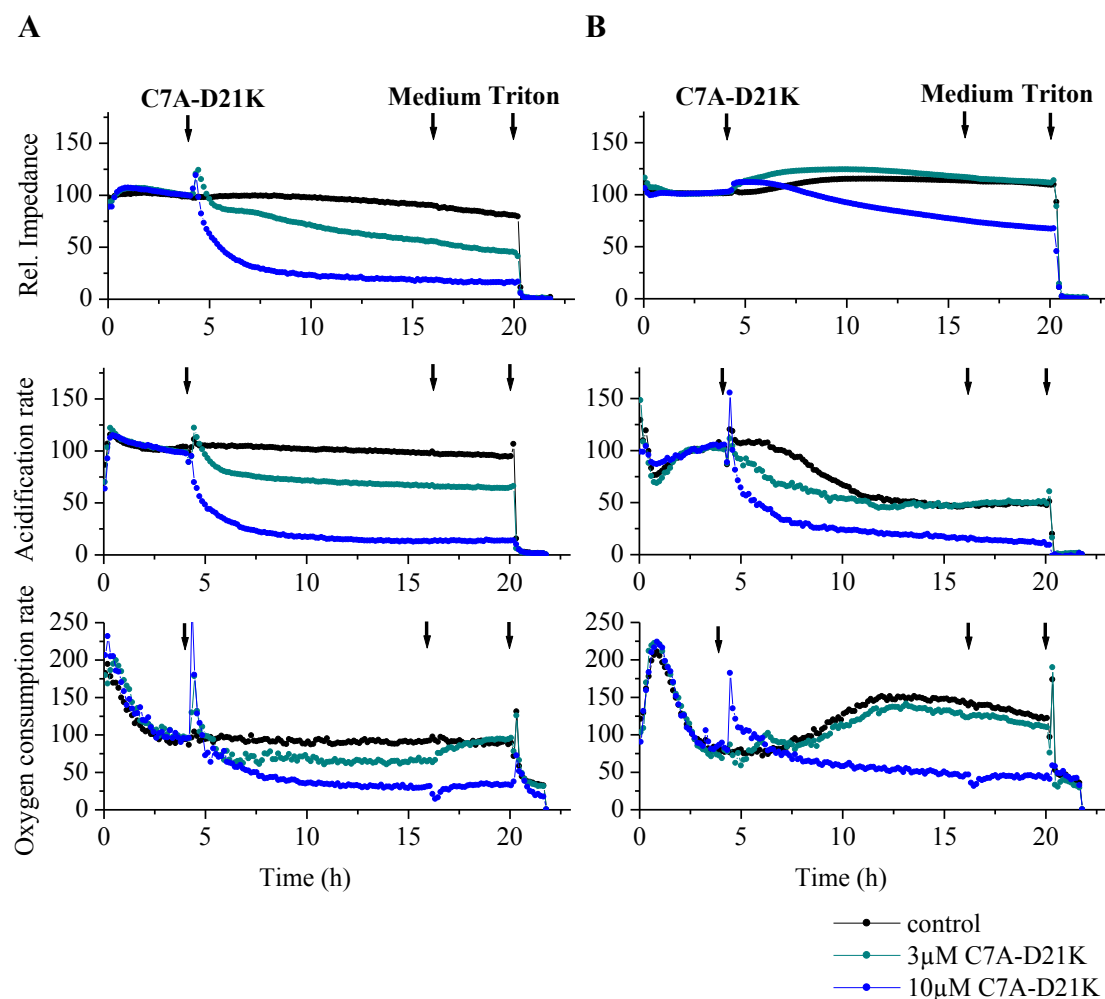 A B
C7A-D21K Medium Triton C7A-D21K Medium Triton
Rel. Impedance
150
100
50
0
0 5 10 15 20
150
100
50
0
0 5 10 15 20
Acidification rate
150
100
50
0
0 5 10 15 20
150
100
50
0
0 5 10 15 20
Oxygen consumption rate
250
200
150
100
50
0
0 5 10 15 20
250
200
150
100
50
0
0 5 10 15 20
Time (h) Time (h)
control
3µM C7A-D21K
10µM C7A-D21K